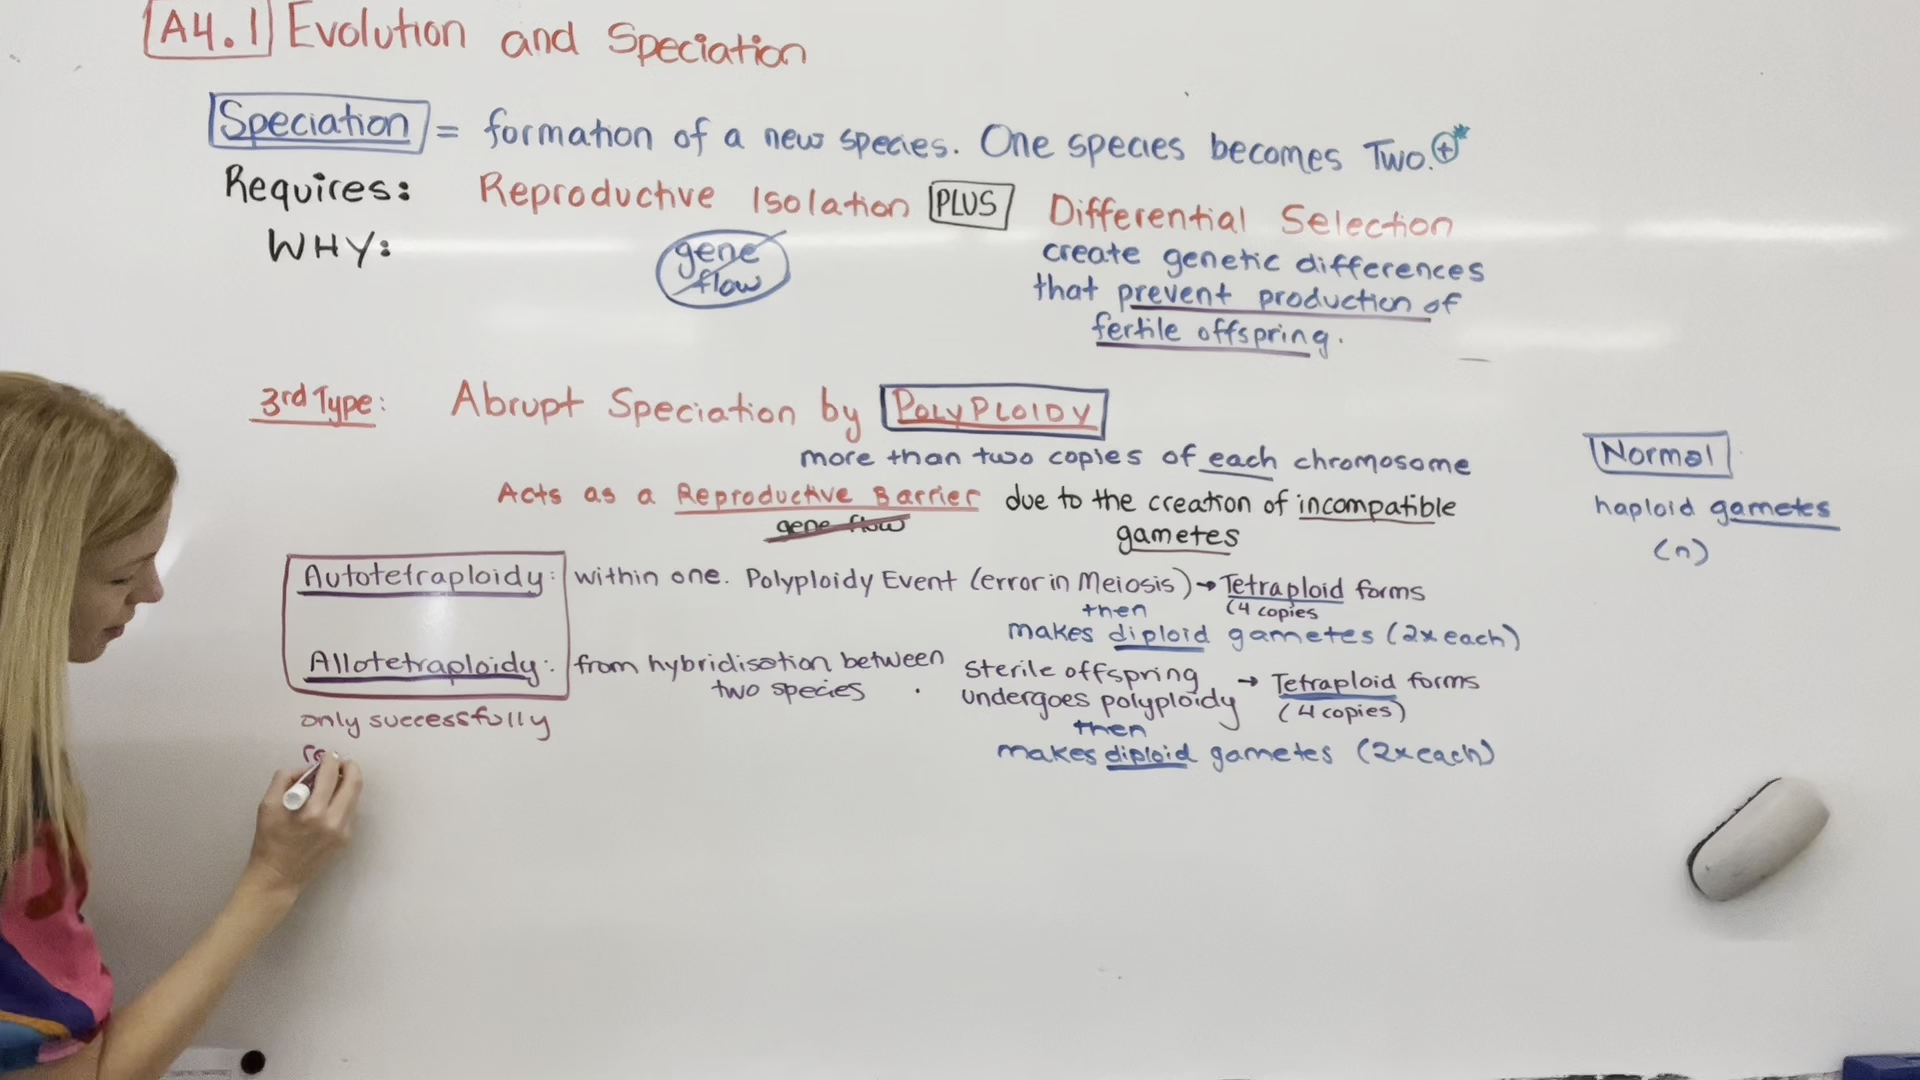 A4.1 Evolution and Speciation
Speciation = formation of a new species. One species becomes Two. + *
Requires: Reproductive Isolation PLUS Differential Selection
WHY: gene flow
create genetic differences
that prevent production of
fertile offspring.
3rd Type: Abrupt Speciation by POLYPLOIDY
more than two copies of each chromosome
Acts as a Reproductive Barrier due to the creation of incompatible
gene flow
gametes
Normal
haploid gametes
(n)
Autotetraploidy: within one. Polyploidy Event (error in Meiosis) → Tetraploid forms
(4 copies
then
makes diploid gametes (2x each)
Allotetraploidy: from hybridisation between
two species .
Sterile offspring
undergoes polyploidy
→ Tetraploid forms
(4 copies)
then
makes diploid gametes (2x each)
only successfully